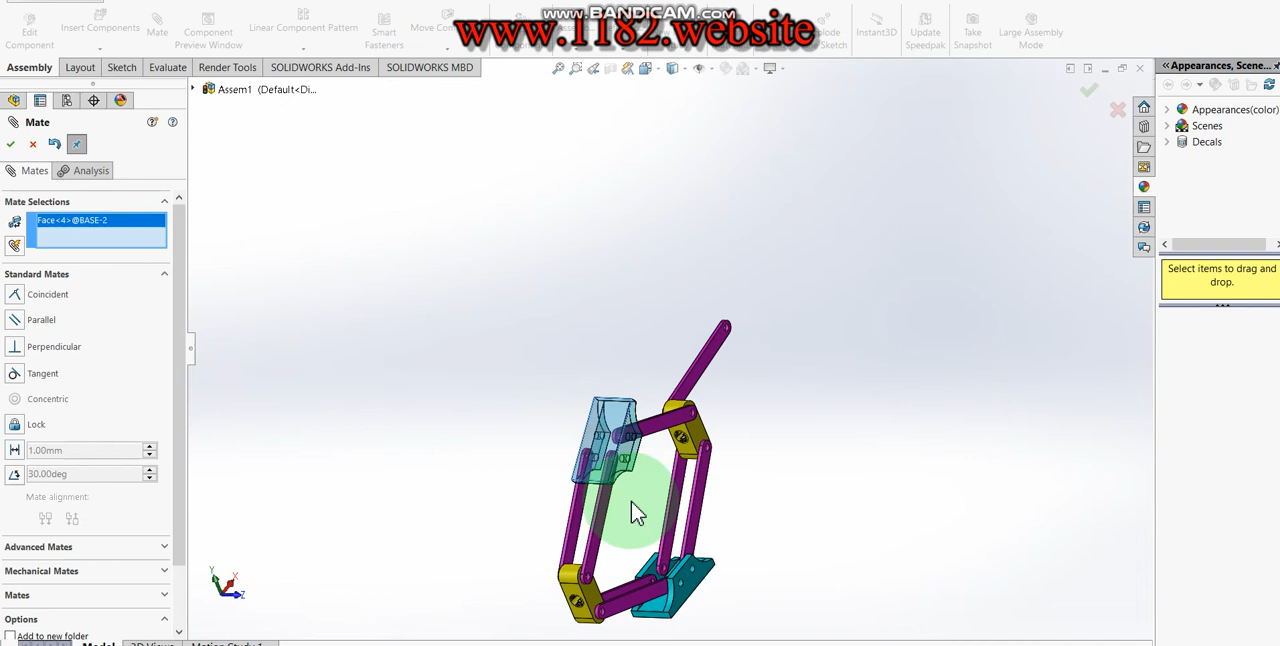 WWW.BANDICAM.COM
www.1182.website
Edit Component
Insert Components
Mate
Component Preview Window
Linear Component Pattern
Smart Fasteners
Move Co
Instant3D
Update Speedpak
Take Snapshot
Large Assembly Mode
Assembly
Layout
Sketch
Evaluate
Render Tools
SOLIDWORKS Add-Ins
SOLIDWORKS MBD
Assem1 (Default<Di...
Mate
Mates
Analysis
Mate Selections
Face<4>@BASE-2
Standard Mates
Coincident
Parallel
Perpendicular
Tangent
Concentric
Lock
1.00mm
30.00deg
Mate alignment:
Advanced Mates
Mechanical Mates
Mates
Options
Add to new folder
Model
3D Views
Motion Study 1
Y
X
Z
Appearances, Scene...
Appearances(color)
Scenes
Decals
Select items to drag and drop.